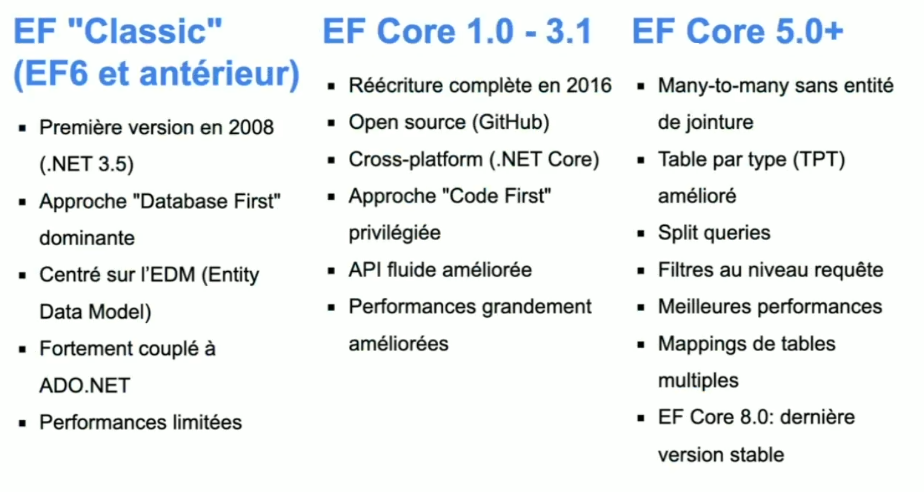 EF "Classic"
(EF6 et antérieur)
▪ Première version en 2008
(.NET 3.5)
▪ Approche "Database First"
dominante
▪ Centré sur l’EDM (Entity
Data Model)
▪ Fortement couplé à
ADO.NET
▪ Performances limitées
EF Core 1.0 - 3.1
▪ Réécriture complète en 2016
▪ Open source (GitHub)
▪ Cross-platform (.NET Core)
▪ Approche "Code First"
privilégiée
▪ API fluide améliorée
▪ Performances grandement
améliorées
EF Core 5.0+
▪ Many-to-many sans entité
de jointure
▪ Table par type (TPT)
amélioré
▪ Split queries
▪ Filtres au niveau requête
▪ Meilleures performances
▪ Mappings de tables
multiples
▪ EF Core 8.0: dernière
version stable